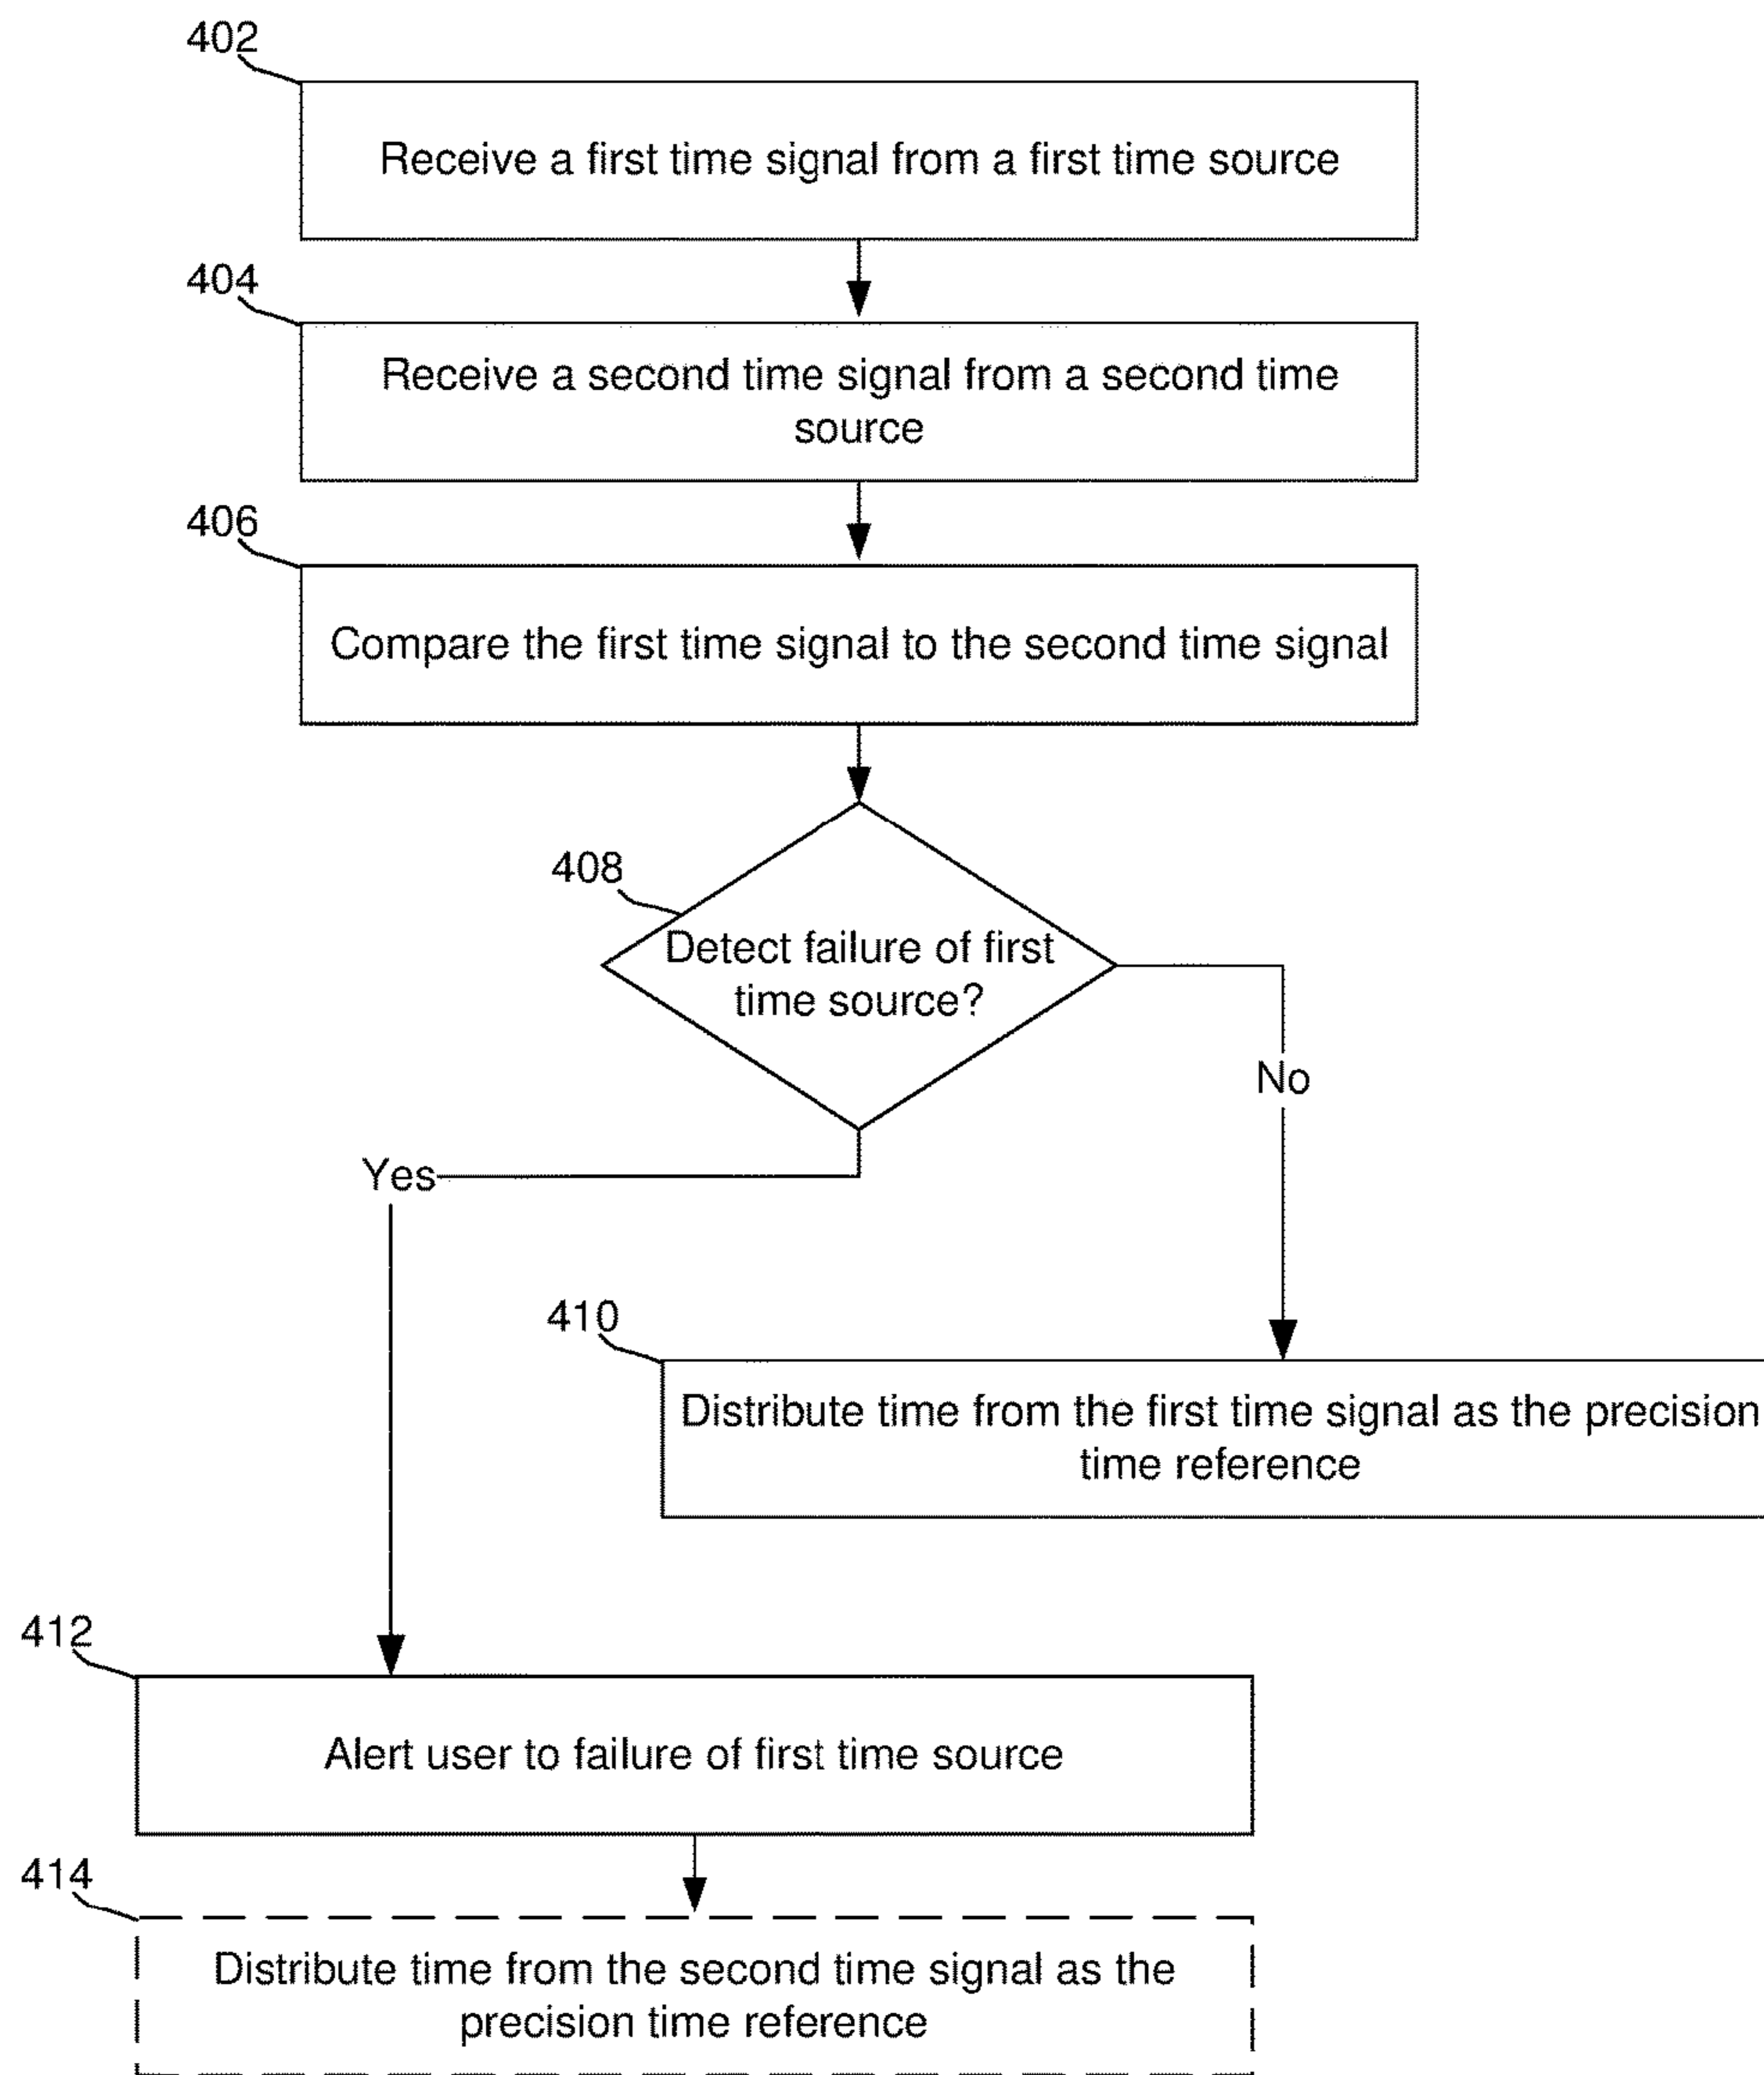 402
Receive a first time signal from a first time source
404
Receive a second time signal from a second time
source
406
Compare the first time signal to the second time signal
408
Detect failure of first
time source?
No
Yes
410
Distribute time from the first time signal as the precision
time reference
412
Alert user to failure of first time source
414
Distribute time from the second time signal as the
precision time reference